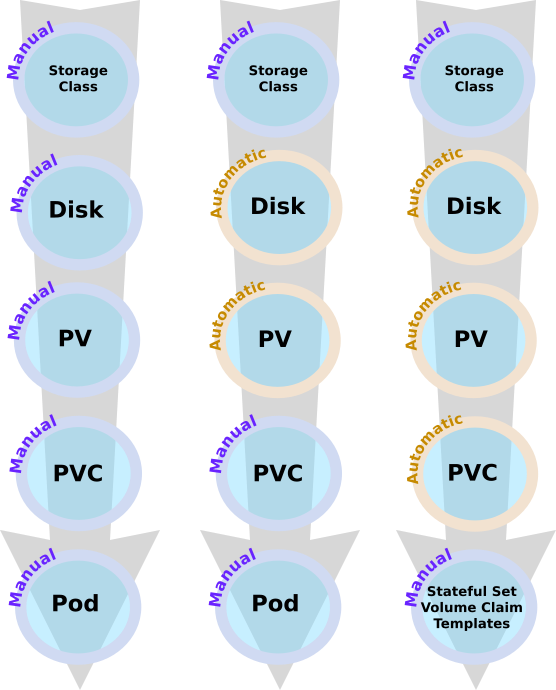 Manual
Storage
Class
Manual
Disk
Manual
PV
Manual
PVC
Manual
Pod
Manual
Storage
Class
Automatic
Disk
Automatic
PV
Manual
PVC
Manual
Pod
Manual
Storage
Class
Automatic
Disk
Automatic
PV
Automatic
PVC
Manual
Stateful Set
Volume Claim
Templates